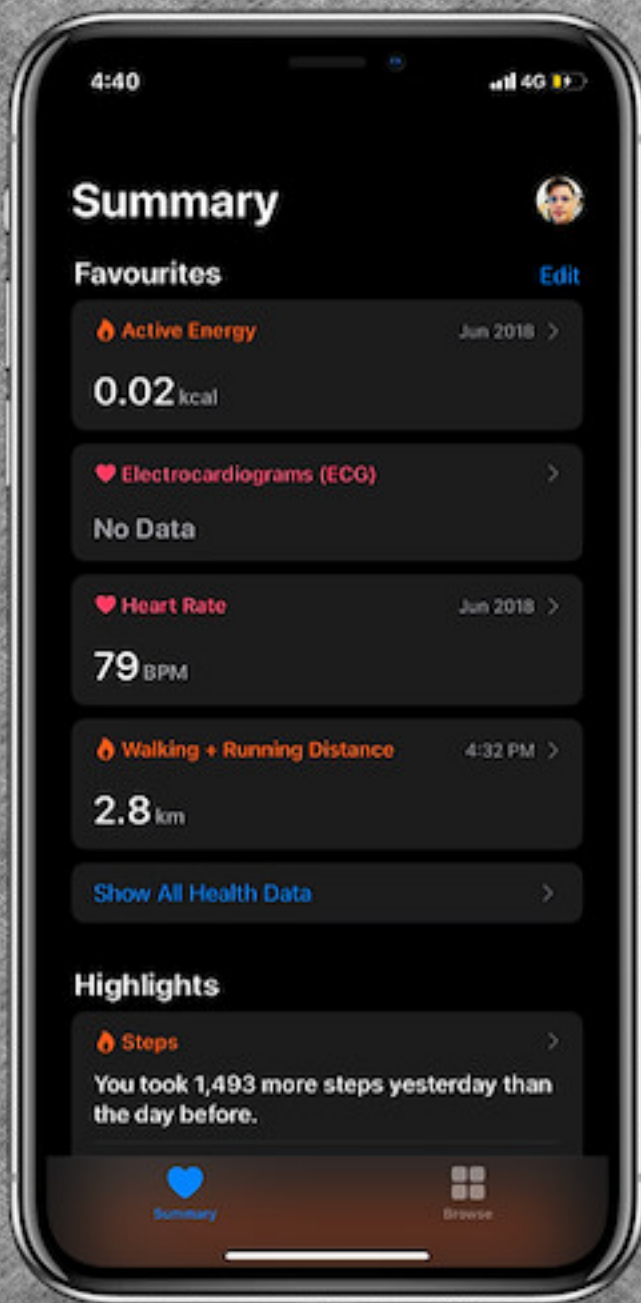 4:40
4G
Summary
Favourites
Edit
Active Energy
Jun 2018
0.02 kcal
Electrocardiograms (ECG)
No Data
Heart Rate
Jun 2018
79 BPM
Walking + Running Distance
4:32 PM
2.8 km
Show All Health Data
Highlights
Steps
You took 1,493 more steps yesterday than
the day before.
Summary
Browse